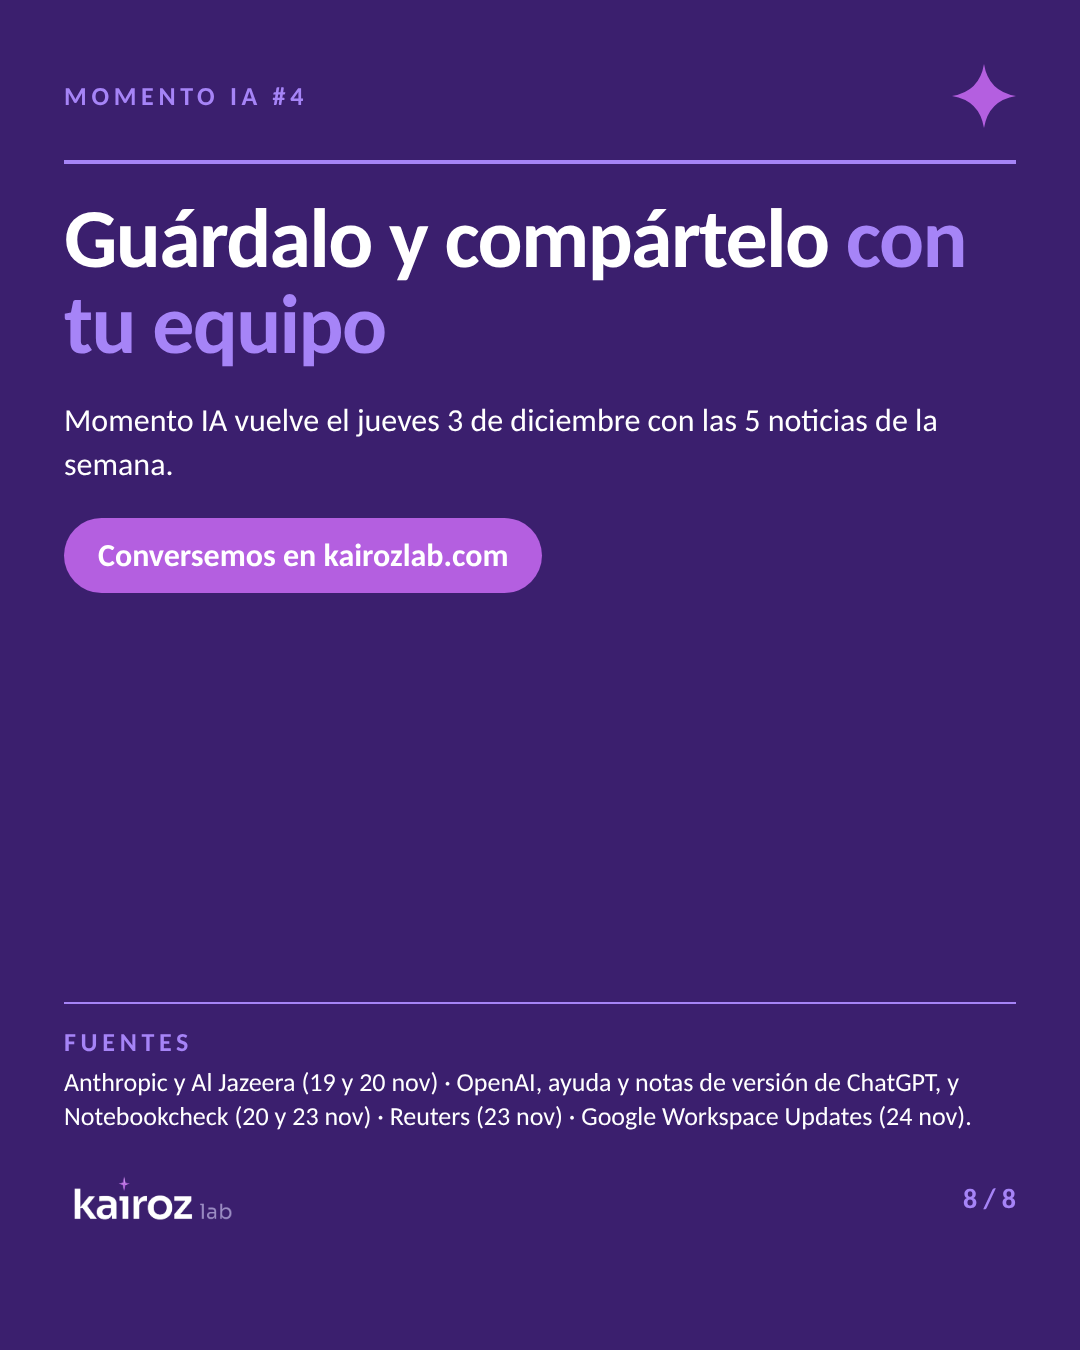 MOMENTO IA #4
Guárdalo y compártelo con
tu equipo
Momento IA vuelve el jueves 3 de diciembre con las 5 noticias de la
semana.
Conversemos en kairozlab.com
FUENTES
Anthropic y Al Jazeera (19 y 20 nov) · OpenAI, ayuda y notas de versión de ChatGPT, y
Notebookcheck (20 y 23 nov) · Reuters (23 nov) · Google Workspace Updates (24 nov).
kairoz lab
8 / 8